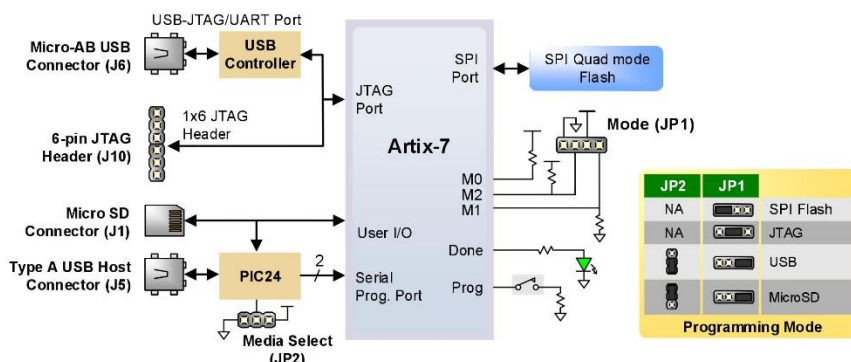 USB-JTAG/UART Port
Micro-AB USB
Connector (J6)
USB
Controller
6-pin JTAG
Header (J10)
1x6 JTAG
Header
JTAG
Port
Artix-7
SPI
Port
SPI Quad mode
Flash
Mode (JP1)
M0
M2
M1
Micro SD
Connector (J1)
User I/O
Type A USB Host
Connector (J5)
PIC24
2
Serial
Prog. Port
Media Select
(JP2)
Done
Prog
JP2 JP1
NA SPI Flash
NA JTAG
USB
MicroSD
Programming Mode